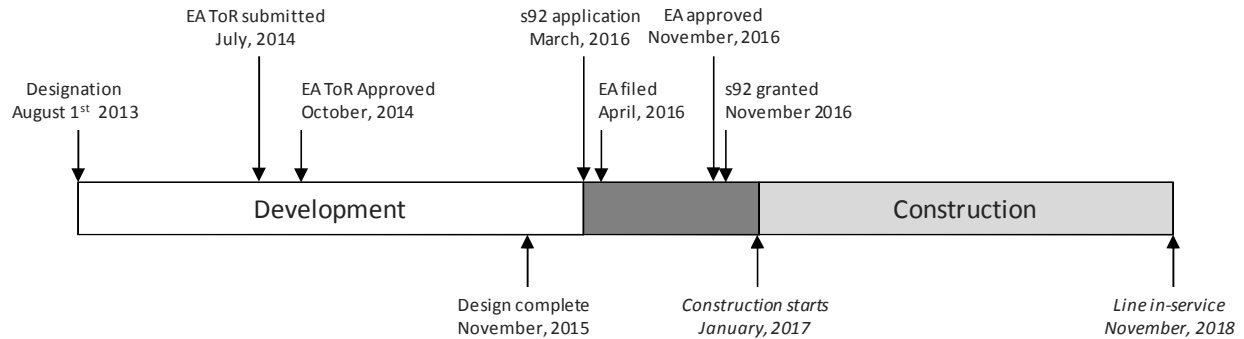 EA ToR submitted
July, 2014
s92 application
March, 2016
EA approved
November, 2016
Designation
August 1st 2013
EA ToR Approved
October, 2014
EA filed
April, 2016
s92 granted
November 2016
Development
Construction
Design complete
November, 2015
Construction starts
January, 2017
Line in-service
November, 2018